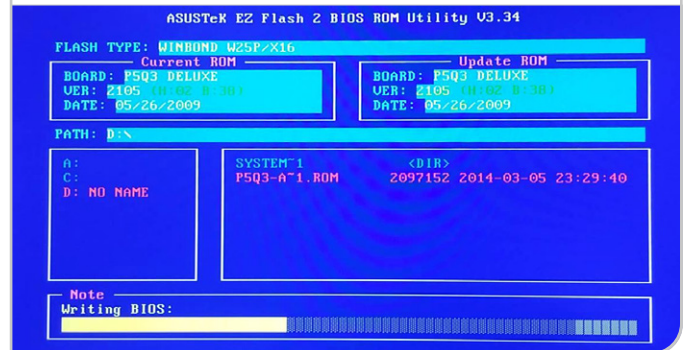 ASUSTeK EZ Flash 2 BIOS ROM Utility V3.34
FLASH TYPE: WINBOND W25P/X16
Current ROM
BOARD: P5Q3 DELUXE
VER: 2105 (H:02 B:30)
DATE: 05/26/2009
Update ROM
BOARD: P5Q3 DELUXE
VER: 2105 (H:02 B:30)
DATE: 05/26/2009
PATH: D:\
A:
C:
D: NO NAME
SYSTEM~1 <DIR>
P5Q3-A~1.ROM 2097152 2014-03-05 23:29:40
Note
Writing BIOS: